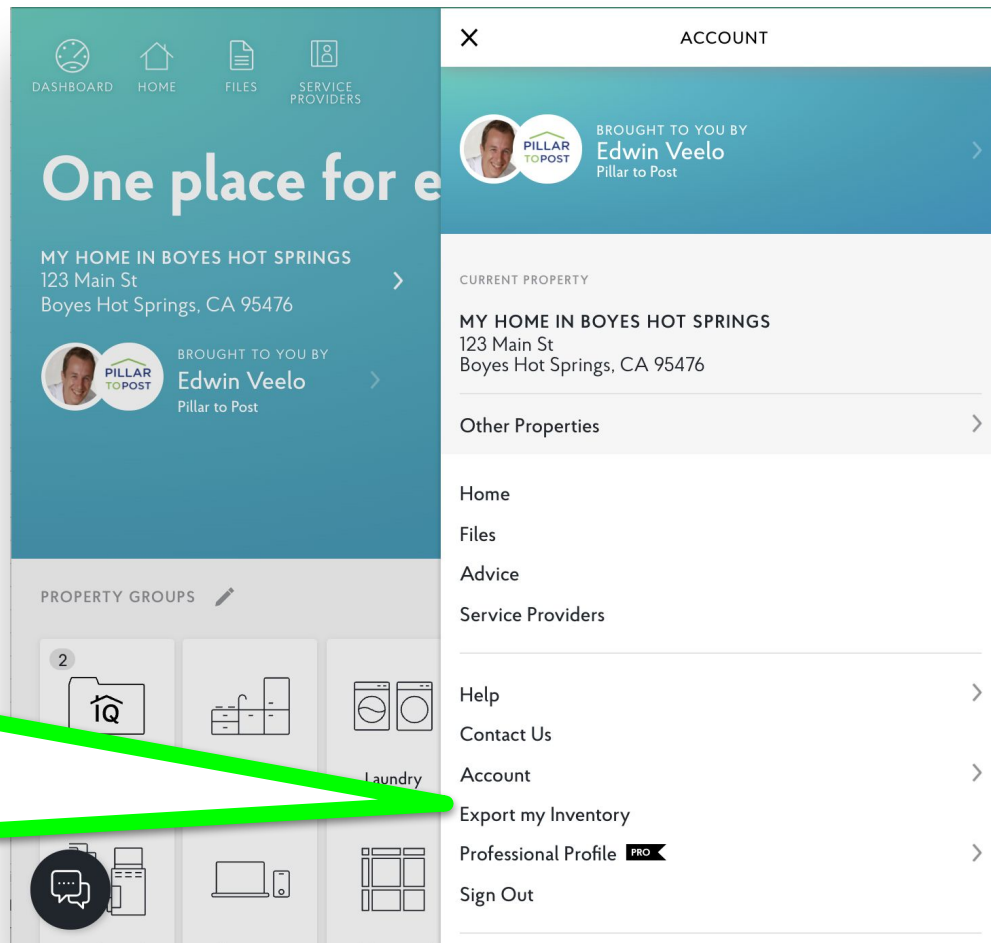 DASHBOARD
HOME
FILES
SERVICE
PROVIDERS
One place for e
MY HOME IN BOYES HOT SPRINGS
123 Main St
Boyes Hot Springs, CA 95476
PILLAR
TOPOST
BROUGHT TO YOU BY
Edwin Veelo
Pillar to Post
PROPERTY GROUPS
2
IQ
Laundry
ACCOUNT
PILLAR
TOPOST
BROUGHT TO YOU BY
Edwin Veelo
Pillar to Post
CURRENT PROPERTY
MY HOME IN BOYES HOT SPRINGS
123 Main St
Boyes Hot Springs, CA 95476
Other Properties
Home
Files
Advice
Service Providers
Help
Contact Us
Account
Export my Inventory
Professional Profile PRO
Sign Out